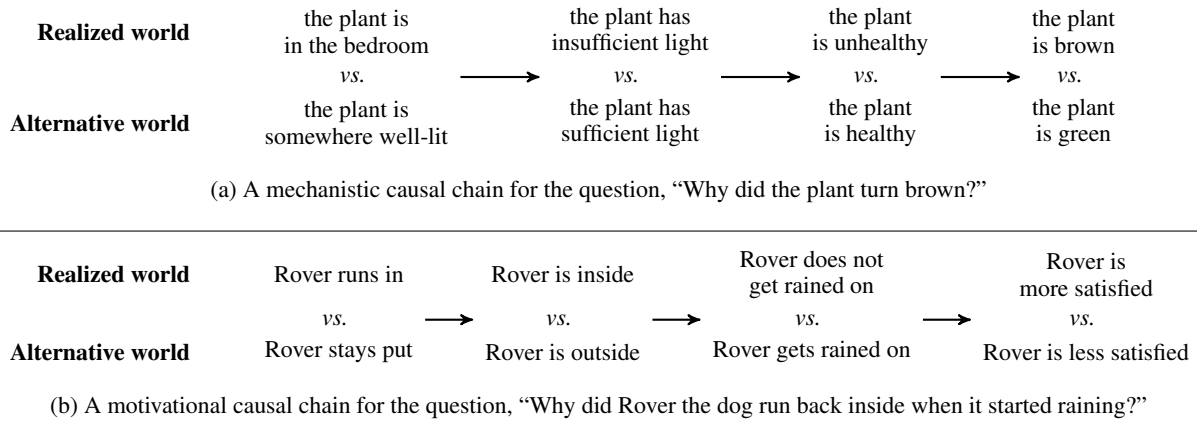 Realized world
the plant is
in the bedroom
the plant has
insufficient light
the plant
is unhealthy
the plant
is brown
vs.
vs.
vs.
vs.
Alternative world
the plant is
somewhere well-lit
the plant has
sufficient light
the plant
is healthy
the plant
is green
(a) A mechanistic causal chain for the question, “Why did the plant turn brown?”
Realized world
Rover runs in
Rover is inside
Rover does not
get rained on
Rover is
more satisfied
vs.
vs.
vs.
vs.
Alternative world
Rover stays put
Rover is outside
Rover gets rained on
Rover is less satisfied
(b) A motivational causal chain for the question, “Why did Rover the dog run back inside when it started raining?”